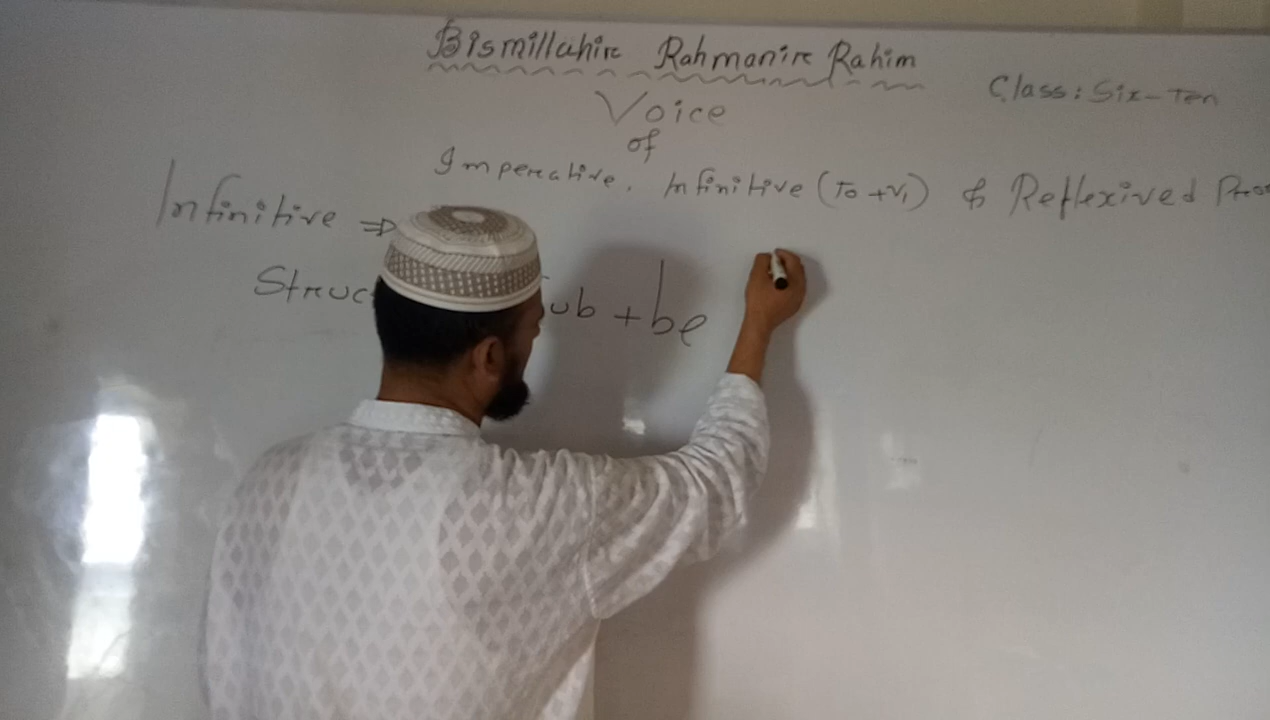 Bismillahir Rahmanir Rahim
Class: Six-Ten
Voice
of
Imperative, Infinitive (To +V1) & Reflexived
Infinitive ⇒
Struc ub + be